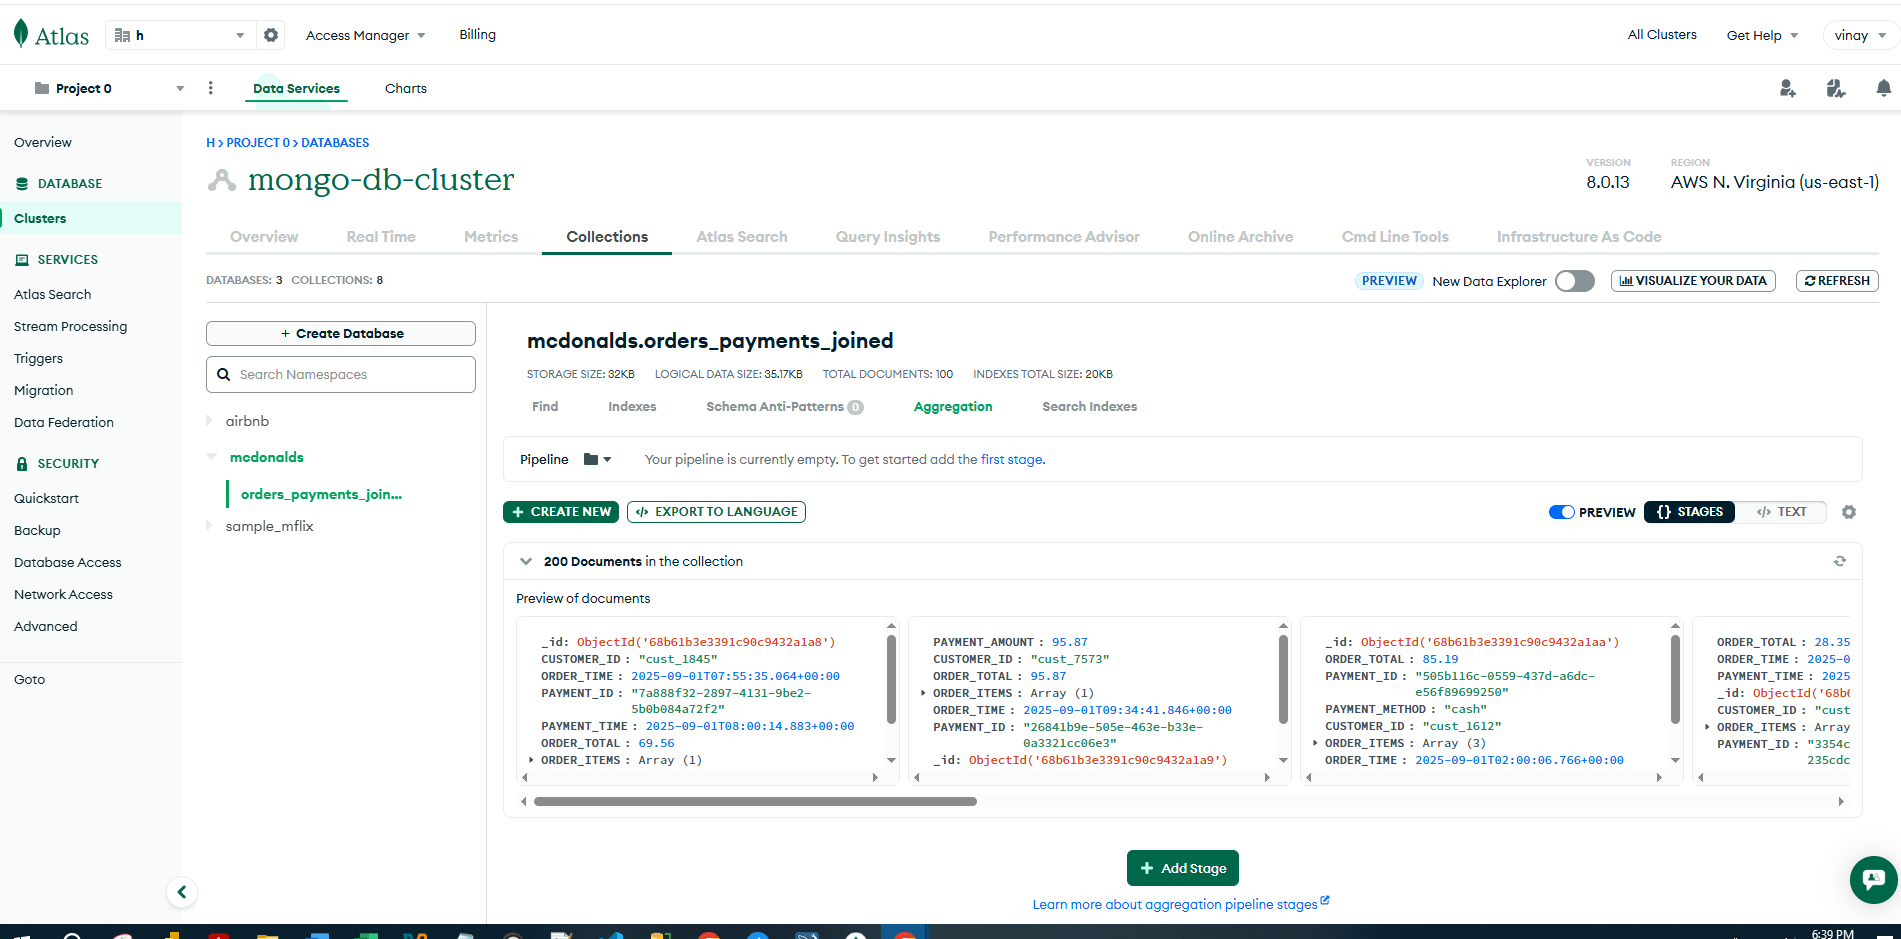 Atlas
h
Access Manager
Billing
All Clusters
Get Help
vinay
Project 0
Data Services
Charts
Overview
DATABASE
Clusters
SERVICES
Atlas Search
Stream Processing
Triggers
Migration
Data Federation
SECURITY
Quickstart
Backup
Database Access
Network Access
Advanced
Goto
H > PROJECT 0 > DATABASES
mongo-db-cluster
VERSION
8.0.13
REGION
AWS N. Virginia (us-east-1)
Overview
Real Time
Metrics
Collections
Atlas Search
Query Insights
Performance Advisor
Online Archive
Cmd Line Tools
Infrastructure As Code
DATABASES: 3 COLLECTIONS: 8
PREVIEW New Data Explorer
VISUALIZE YOUR DATA
REFRESH
+ Create Database
Search Namespaces
airbnb
mcdonalds
orders_payments_join...
sample_mflix
mcdonalds.orders_payments_joined
STORAGE SIZE: 32KB LOGICAL DATA SIZE: 35.17KB TOTAL DOCUMENTS: 100 INDEXES TOTAL SIZE: 20KB
Find
Indexes
Schema Anti-Patterns 0
Aggregation
Search Indexes
Pipeline
Your pipeline is currently empty. To get started add the first stage.
+ CREATE NEW
</> EXPORT TO LANGUAGE
PREVIEW
{} STAGES
</> TEXT
200 Documents in the collection
Preview of documents
_id: ObjectId('68b61b3e3391c90c9432a1a8')
CUSTOMER_ID : "cust_1845"
ORDER_TIME : 2025-09-01T07:55:35.064+00:00
PAYMENT_ID : "7a888f32-2897-4131-9be2-
5b0b084a72f2"
PAYMENT_TIME : 2025-09-01T08:00:14.883+00:00
ORDER_TOTAL : 69.56
ORDER_ITEMS : Array (1)
PAYMENT_AMOUNT : 95.87
CUSTOMER_ID : "cust_7573"
ORDER_TOTAL : 95.87
ORDER_ITEMS : Array (1)
ORDER_TIME : 2025-09-01T09:34:41.846+00:00
PAYMENT_ID : "26841b9e-505e-463e-b33e-
0a3321cc06e3"
_id: ObjectId('68b61b3e3391c90c9432a1a9')
_id: ObjectId('68b61b3e3391c90c9432a1aa')
ORDER_TOTAL : 85.19
PAYMENT_ID : "505b116c-0559-437d-a6dc-
e56f89699250"
PAYMENT_METHOD : "cash"
CUSTOMER_ID : "cust_1612"
ORDER_ITEMS : Array (3)
ORDER_TIME : 2025-09-01T02:00:06.766+00:00
ORDER_TOTAL : 28.35
ORDER_TIME : 2025-0
PAYMENT_TIME : 2025
_id: ObjectId('68b6
CUSTOMER_ID : "cust
ORDER_ITEMS : Array
PAYMENT_ID : "3354c
235cdc
+ Add Stage
Learn more about aggregation pipeline stages
6:39 PM